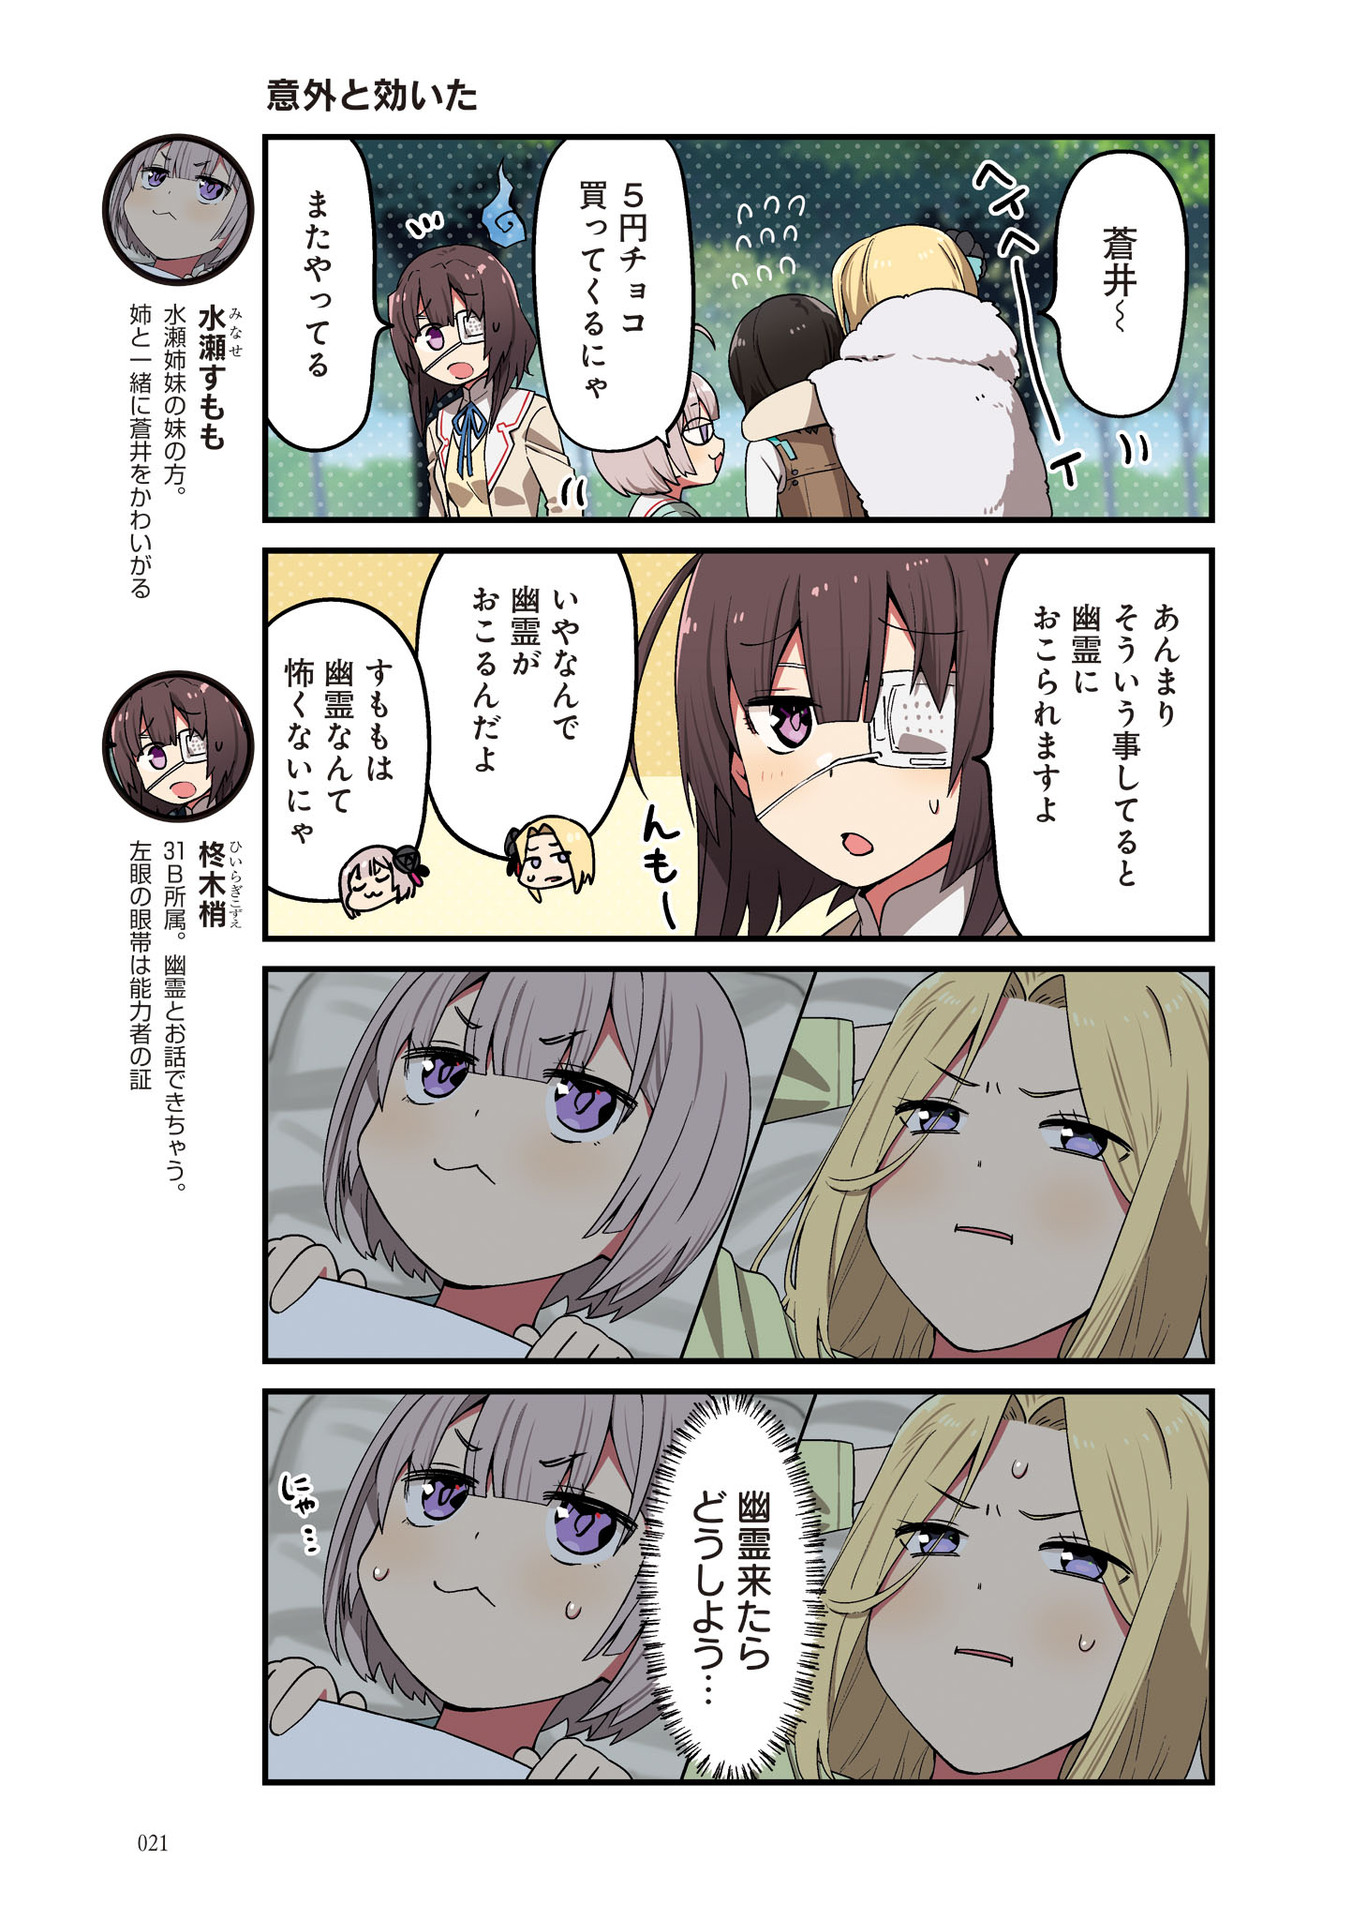 意外と効いた
蒼井〜
ヘイヘーイ
５円チョコ
買ってくるにゃ
またやってる
あんまり
そういう事してると
幽霊に
おこられますよ
んもー
いやなんで
幽霊が
おこるんだよ
すももは
幽霊なんて
怖くないにゃ
幽霊来たら
どうしよう…
にゃ…
みなせ
水瀬すもも
水瀬姉妹の妹の方。
姉と一緒に蒼井をかわいがる
ひいらぎこずえ
柊木梢
31B所属。幽霊とお話できちゃう。
左眼の眼帯は能力者の証
021